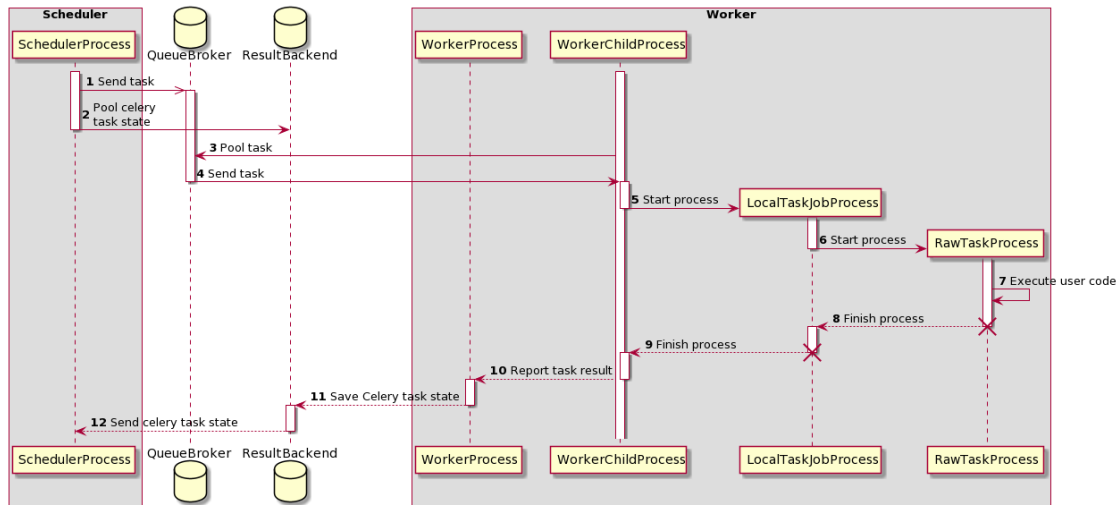 Scheduler
Worker
SchedulerProcess
QueueBroker
ResultBackend
WorkerProcess
WorkerChildProcess
1 Send task
2 Pool celery
task state
3 Pool task
4 Send task
5 Start process
LocalTaskJobProcess
6 Start process
RawTaskProcess
7 Execute user code
8 Finish process
9 Finish process
10 Report task result
11 Save Celery task state
12 Send celery task state
SchedulerProcess
QueueBroker
ResultBackend
WorkerProcess
WorkerChildProcess
LocalTaskJobProcess
RawTaskProcess